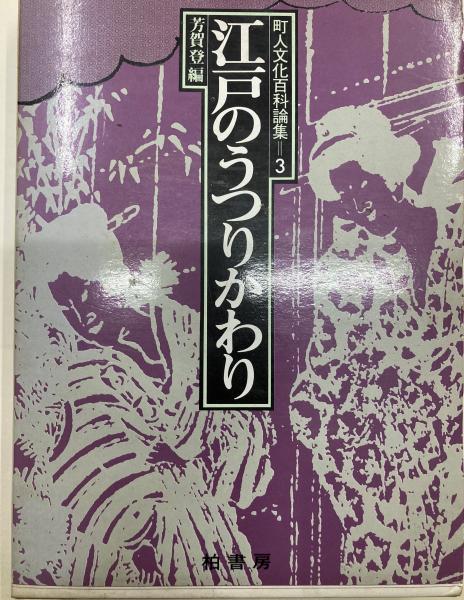 町人文化百科論集=3
江戸のうつりかわり
芳賀登 編
柏書房